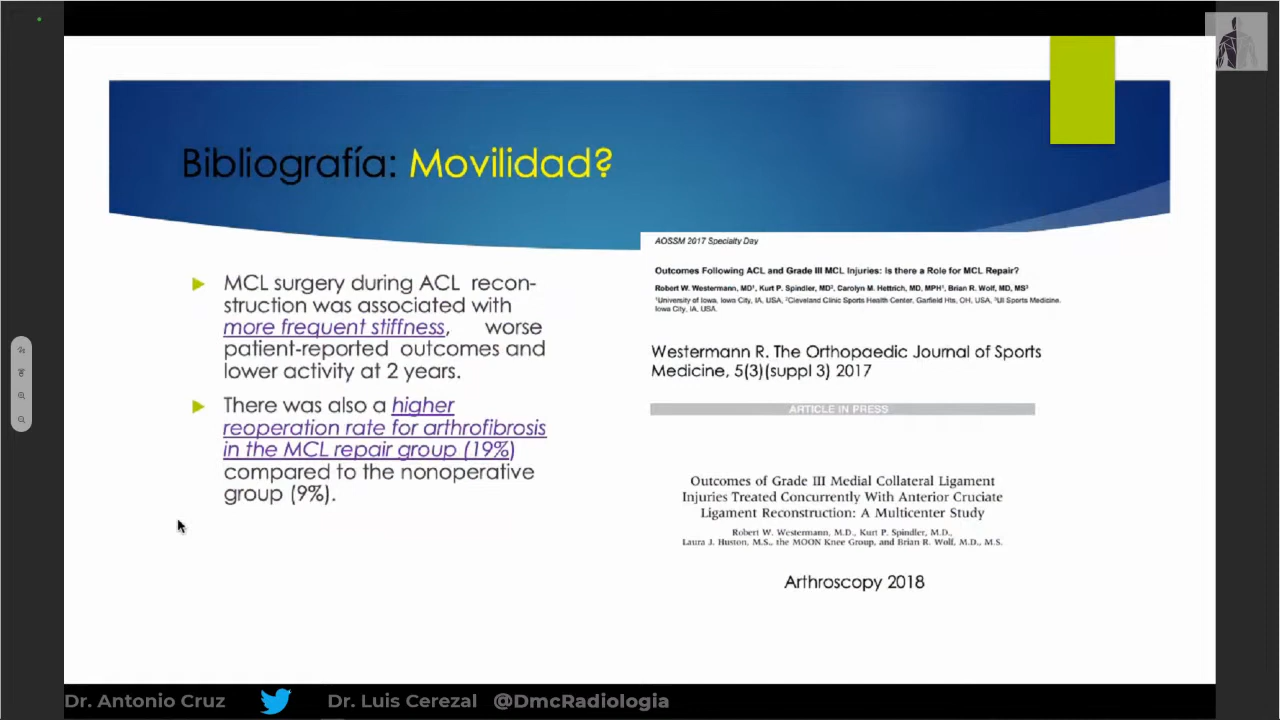 Bibliografía: Movilidad?
MCL surgery during ACL recon-
struction was associated with
more frequent stiffness, worse
patient-reported outcomes and
lower activity at 2 years.
There was also a higher
reoperation rate for arthrofibrosis
in the MCL repair group (19%)
compared to the nonoperative
group (9%).
AOSSM 2017 Specialty Day
Outcomes Following ACL and Grade III MCL Injuries: Is there a Role for MCL Repair?
Robert W. Westermann, MD¹, Kurt P. Spindler, MD², Carolyn M. Hettrich, MD, MPH¹, Brian R. Wolf, MD, MS³
¹University of Iowa, Iowa City, IA, USA, ²Cleveland Clinic Sports Health Center, Garfield Hts, OH, USA, ³UI Sports Medicine,
Iowa City, IA, USA.
Westermann R. The Orthopaedic Journal of Sports
Medicine, 5(3)(suppl 3) 2017
ARTICLE IN PRESS
Outcomes of Grade III Medial Collateral Ligament
Injuries Treated Concurrently With Anterior Cruciate
Ligament Reconstruction: A Multicenter Study
Robert W. Westermann, M.D., Kurt P. Spindler, M.D.,
Laura J. Huston, M.S., the MOON Knee Group, and Brian R. Wolf, M.D., M.S.
Arthroscopy 2018
Dr. Antonio Cruz Dr. Luis Cerezal @DmcRadiologia